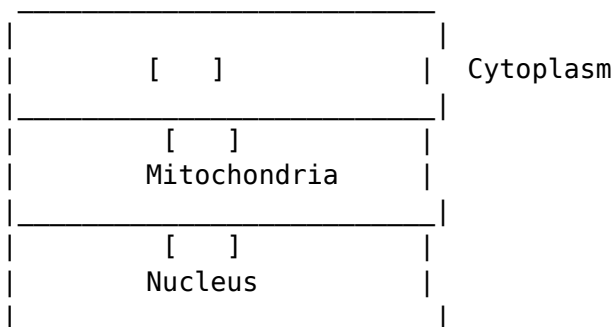 [ ] Cytoplasm
[ ]
Mitochondria
[ ]
Nucleus